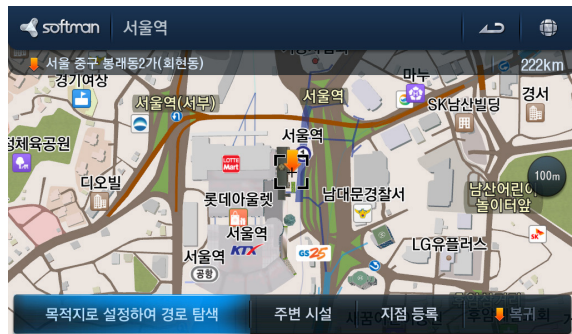 softman 서울역
서울 중구 봉래동2가(회현동)
222km
경기여상
마두
경서
서울역(서부)
서울역
SK남산빌딩
서울역
정체육공원
LOTTE Mart
100m
디오빌
롯데아울렛
남대문경찰서
남산어린이
놀이터앞
서울역
KTX
서울역
공항
GS25
LG유플러스
SK
목적지로 설정하여 경로 탐색
주변 시설
지점 등록
복귀